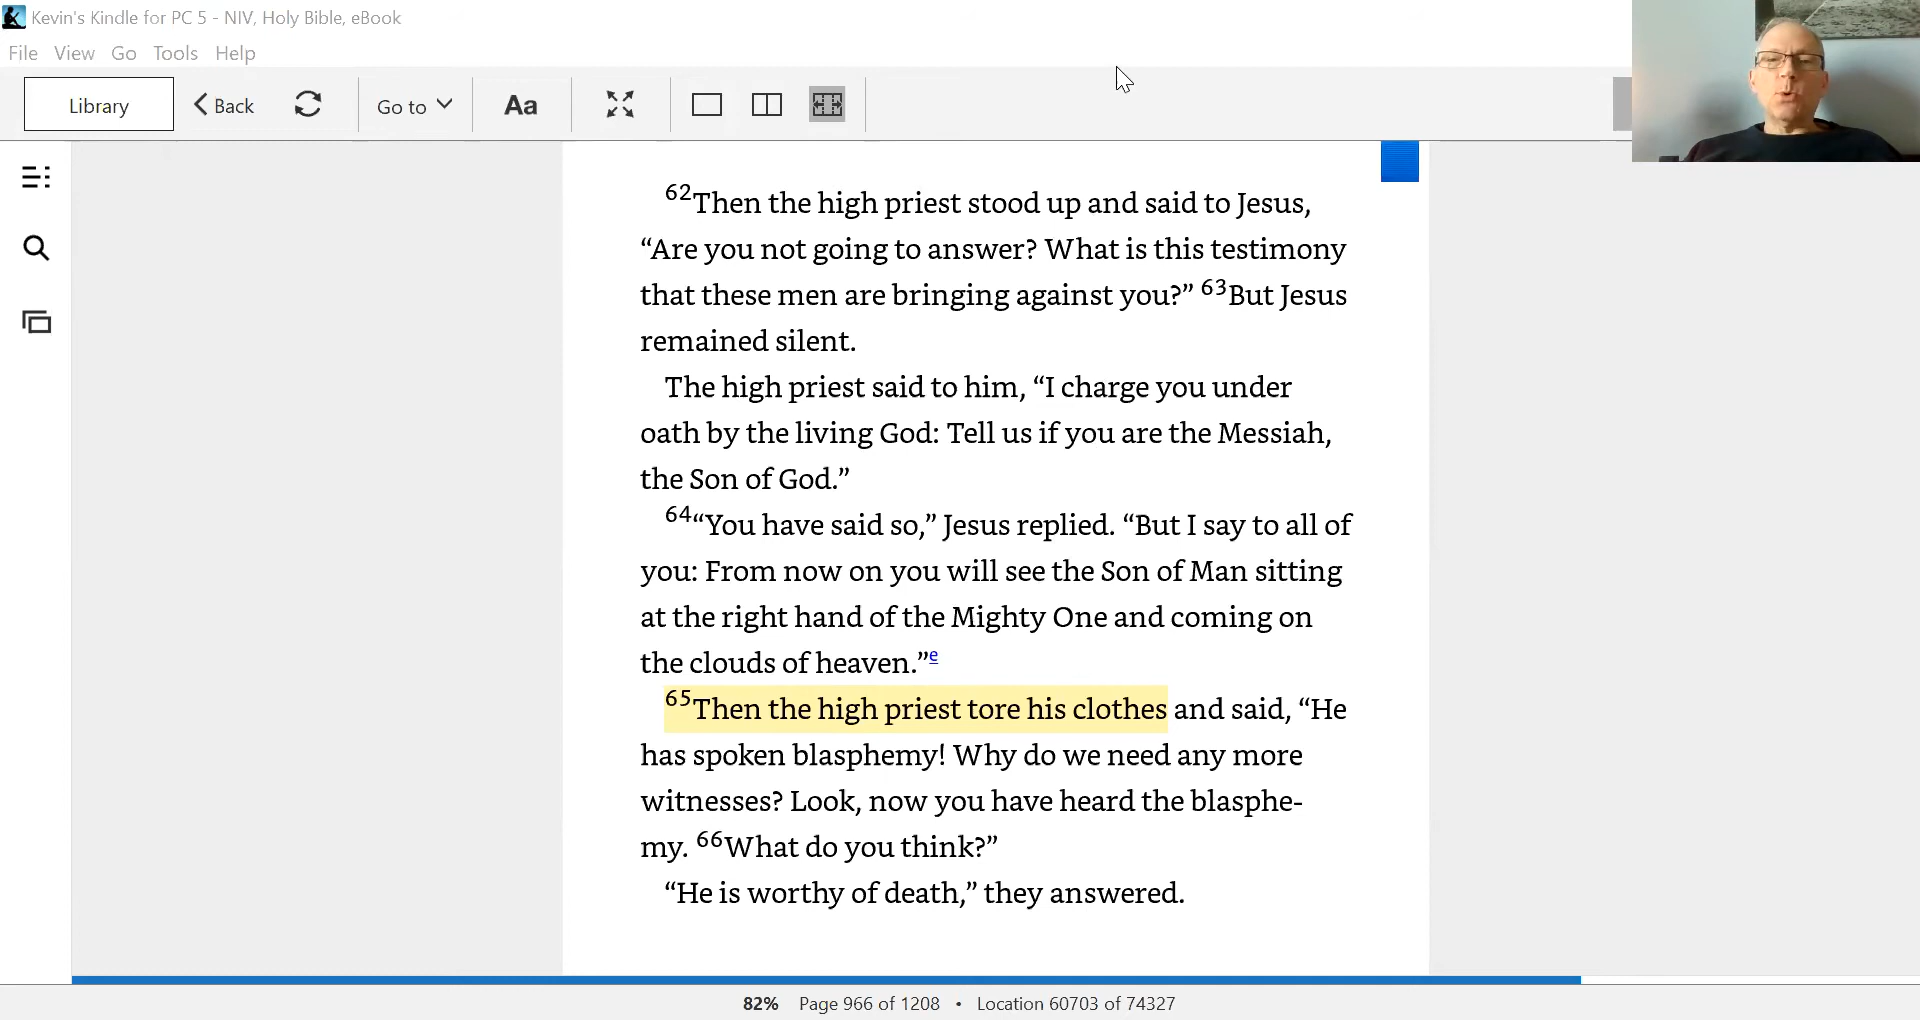 Kevin's Kindle for PC 5 - NIV, Holy Bible, eBook
File View Go Tools Help
Library Back Go to Aa
62Then the high priest stood up and said to Jesus,
“Are you not going to answer? What is this testimony
that these men are bringing against you?” 63But Jesus
remained silent.
The high priest said to him, “I charge you under
oath by the living God: Tell us if you are the Messiah,
the Son of God.”
64“You have said so,” Jesus replied. “But I say to all of
you: From now on you will see the Son of Man sitting
at the right hand of the Mighty One and coming on
the clouds of heaven.”e
65Then the high priest tore his clothes and said, “He
has spoken blasphemy! Why do we need any more
witnesses? Look, now you have heard the blasphe-
my. 66What do you think?”
“He is worthy of death,” they answered.
82% Page 966 of 1208 • Location 60703 of 74327